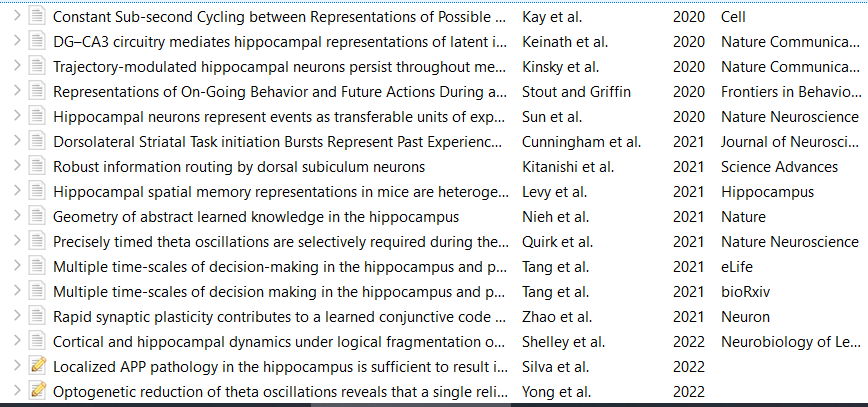 Constant Sub-second Cycling between Representations of Possible ... Kay et al. 2020 Cell
DG–CA3 circuitry mediates hippocampal representations of latent i... Keinath et al. 2020 Nature Communica...
Trajectory-modulated hippocampal neurons persist throughout me... Kinsky et al. 2020 Nature Communica...
Representations of On-Going Behavior and Future Actions During a... Stout and Griffin 2020 Frontiers in Behavio...
Hippocampal neurons represent events as transferable units of exp... Sun et al. 2020 Nature Neuroscience
Dorsolateral Striatal Task initiation Bursts Represent Past Experienc... Cunningham et al. 2021 Journal of Neurosci...
Robust information routing by dorsal subiculum neurons Kitanishi et al. 2021 Science Advances
Hippocampal spatial memory representations in mice are heteroge... Levy et al. 2021 Hippocampus
Geometry of abstract learned knowledge in the hippocampus Nieh et al. 2021 Nature
Precisely timed theta oscillations are selectively required during the... Quirk et al. 2021 Nature Neuroscience
Multiple time-scales of decision-making in the hippocampus and p... Tang et al. 2021 eLife
Multiple time-scales of decision making in the hippocampus and p... Tang et al. 2021 bioRxiv
Rapid synaptic plasticity contributes to a learned conjunctive code ... Zhao et al. 2021 Neuron
Cortical and hippocampal dynamics under logical fragmentation o... Shelley et al. 2022 Neurobiology of Le...
Localized APP pathology in the hippocampus is sufficient to result i... Silva et al. 2022
Optogenetic reduction of theta oscillations reveals that a single reli... Yong et al. 2022